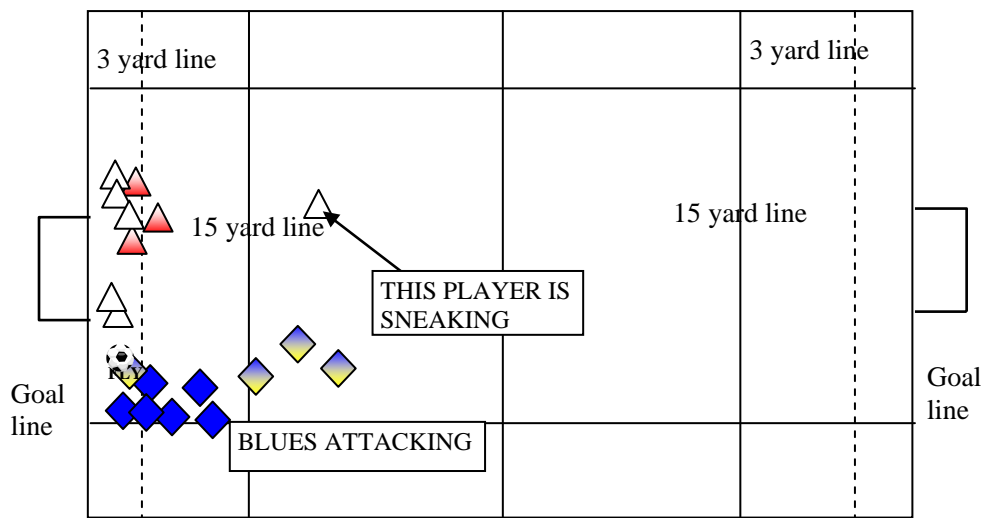 3 yard line
3 yard line
15 yard line
15 yard line
THIS PLAYER IS
SNEAKING
FLY
Goal
line
Goal
line
BLUES ATTACKING